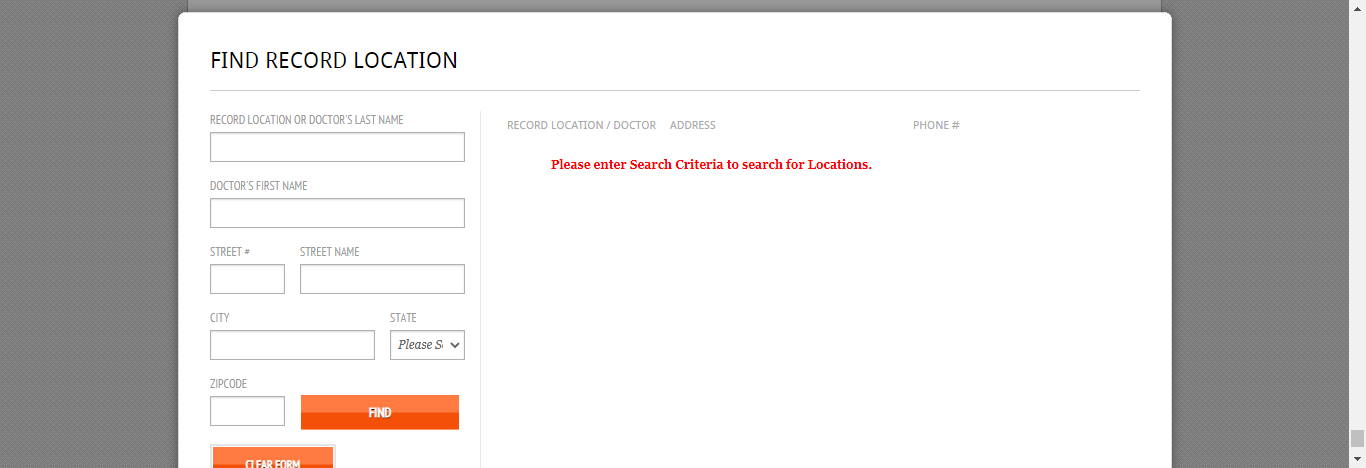 FIND RECORD LOCATION
RECORD LOCATION OR DOCTOR'S LAST NAME
DOCTOR'S FIRST NAME
STREET # STREET NAME
CITY STATE
Please Se
ZIPCODE
FIND
CLEAR FORM
RECORD LOCATION / DOCTOR ADDRESS PHONE #
Please enter Search Criteria to search for Locations.